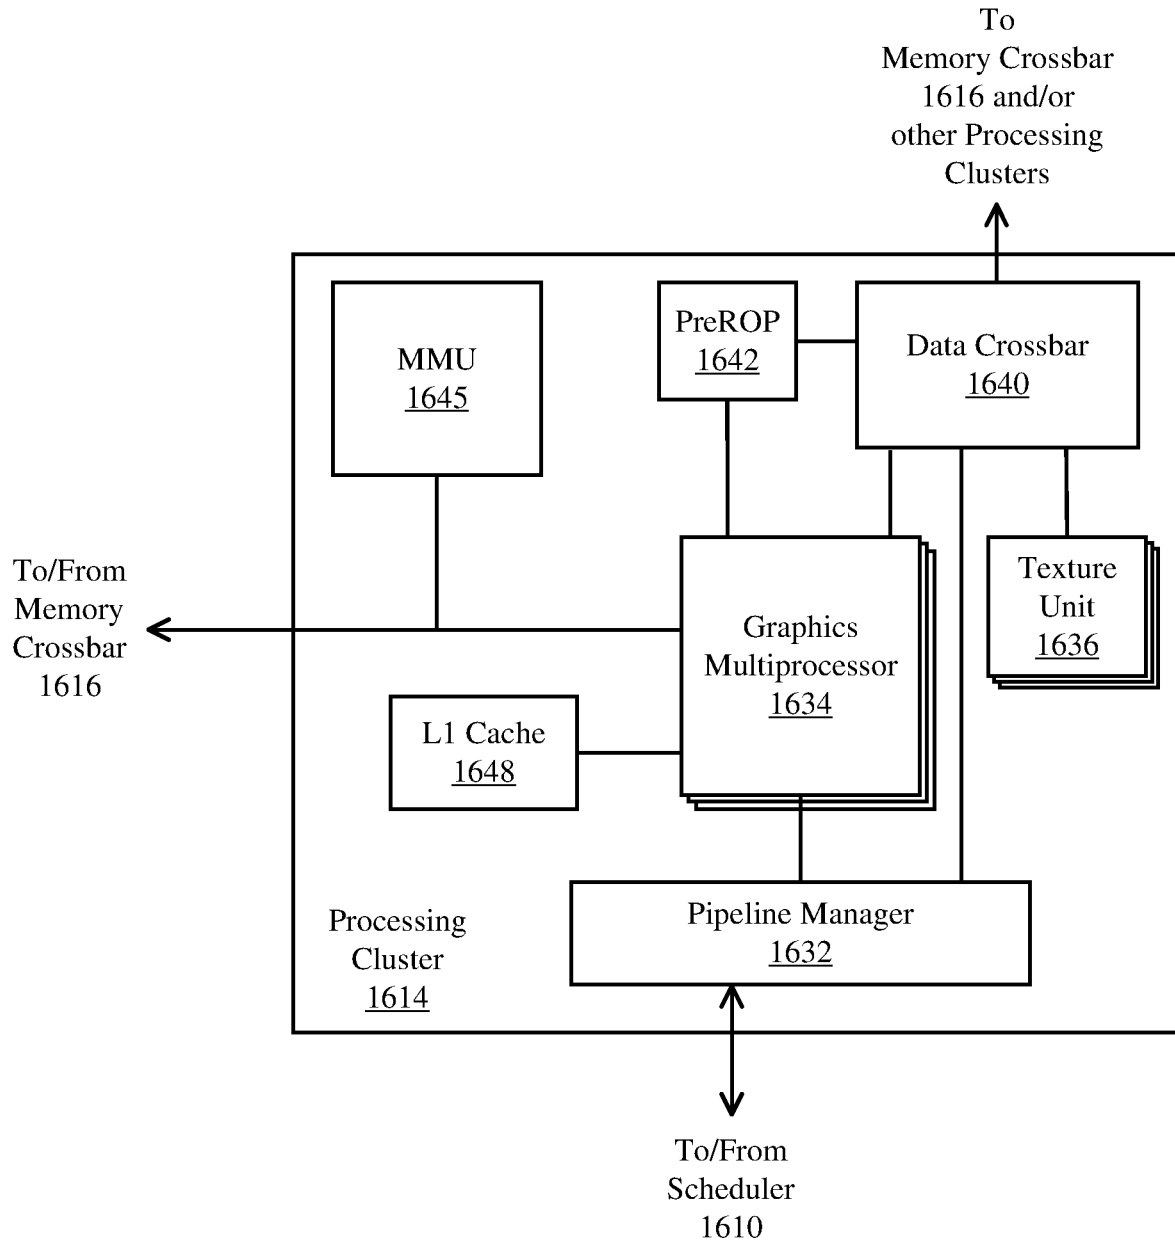 To
Memory Crossbar
1616 and/or
other Processing
Clusters
MMU
1645
PreROP
1642
Data Crossbar
1640
To/From
Memory
Crossbar
1616
Graphics
Multiprocessor
1634
Texture
Unit
1636
L1 Cache
1648
Processing
Cluster
1614
Pipeline Manager
1632
To/From
Scheduler
1610